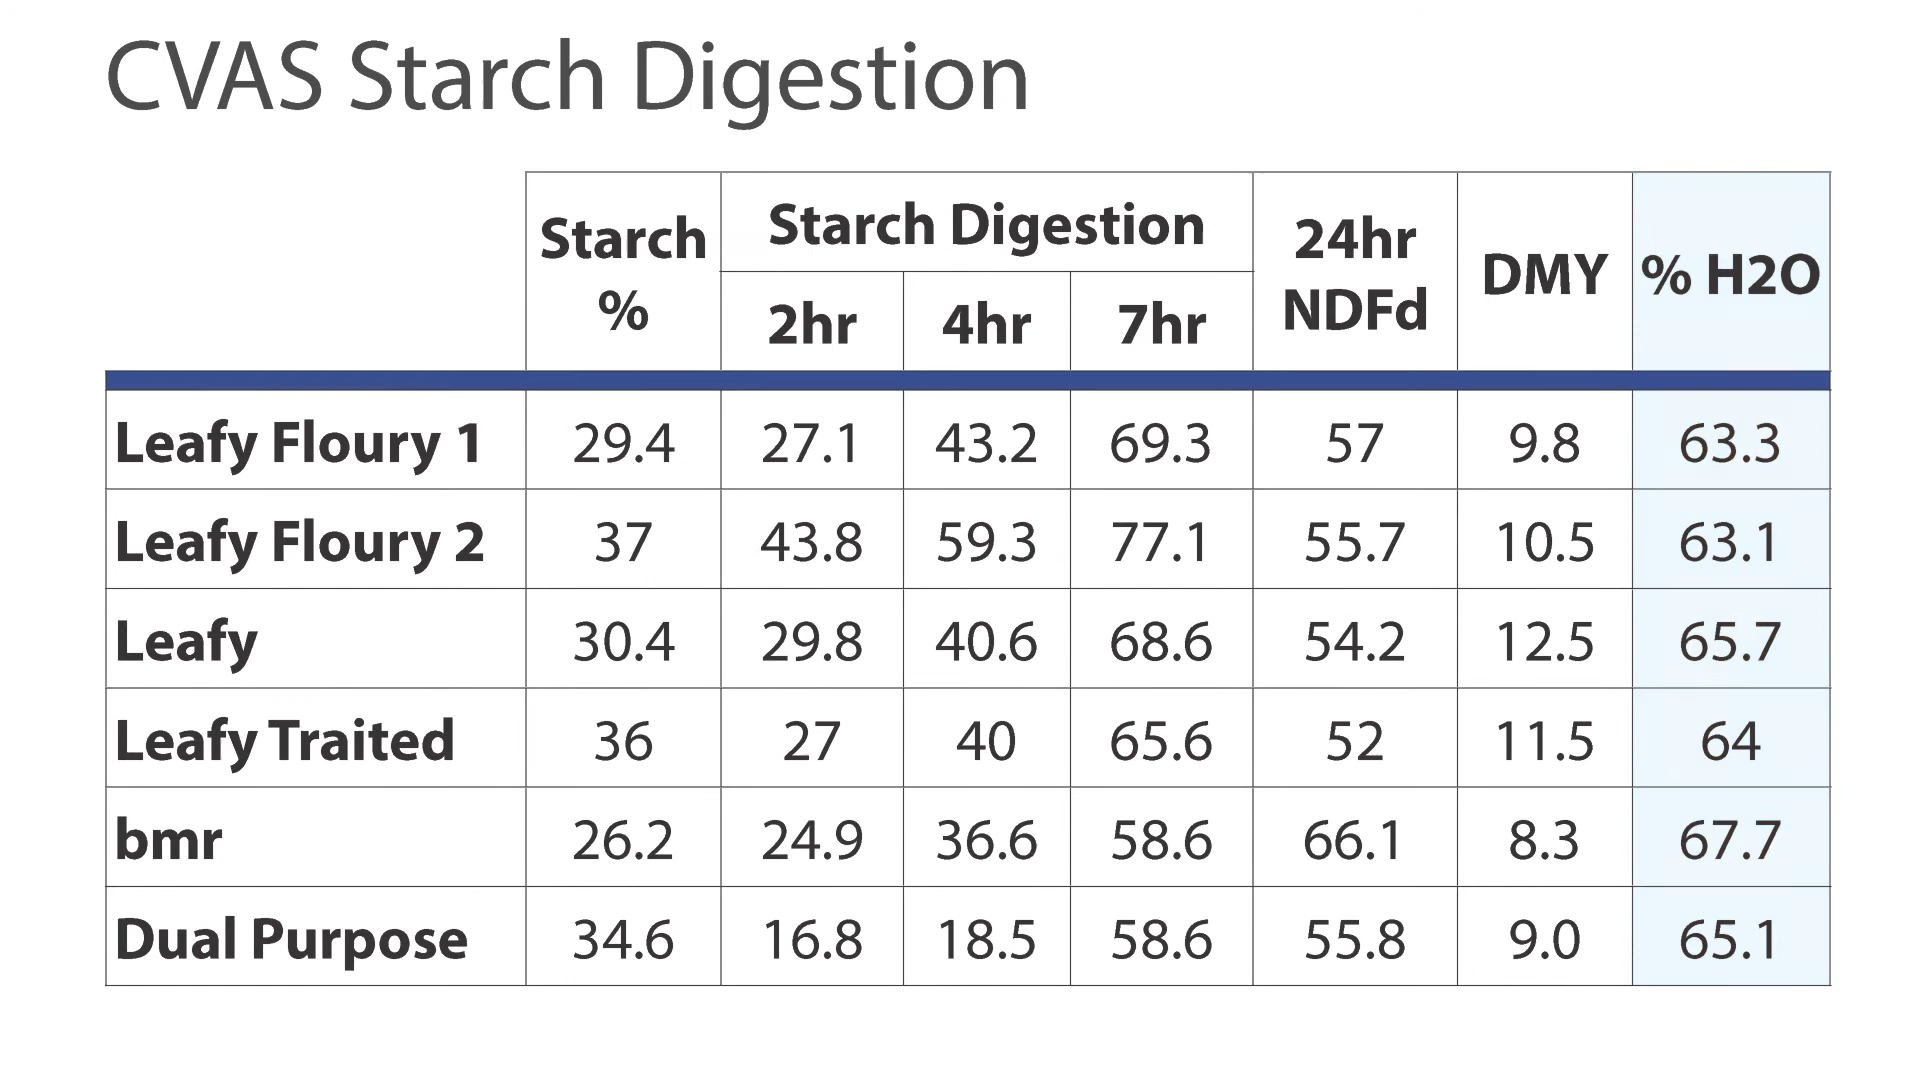 CVAS Starch Digestion
Starch % Starch Digestion 24hr NDFd DMY % H2O
2hr 4hr 7hr
Leafy Floury 1 29.4 27.1 43.2 69.3 57 9.8 63.3
Leafy Floury 2 37 43.8 59.3 77.1 55.7 10.5 63.1
Leafy 30.4 29.8 40.6 68.6 54.2 12.5 65.7
Leafy Traited 36 27 40 65.6 52 11.5 64
bmr 26.2 24.9 36.6 58.6 66.1 8.3 67.7
Dual Purpose 34.6 16.8 18.5 58.6 55.8 9.0 65.1